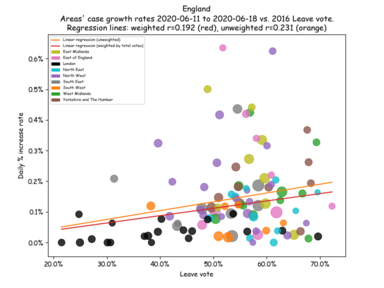 England
Areas' case growth rates 2020-06-11 to 2020-06-18 vs. 2016 Leave vote.
Regression lines: weighted r=0.192 (red), unweighted r=0.231 (orange)
Linear regression (unweighted)
Linear regression (weighted by total votes)
East Midlands
East of England
London
North East
North West
South East
South West
West Midlands
Yorkshire and The Humber
Daily % increase rate
0.6%
0.5%
0.4%
0.3%
0.2%
0.1%
0.0%
20.0%
30.0%
40.0%
50.0%
60.0%
70.0%
Leave vote